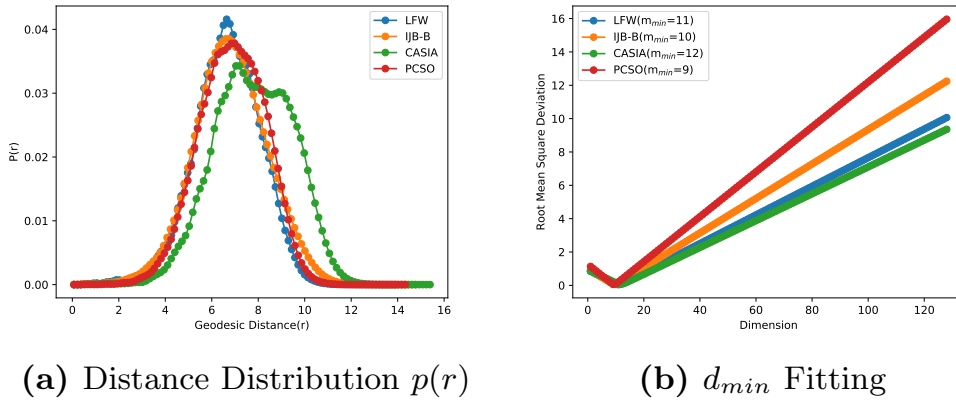 0.04
0.03
0.02
0.01
0.00
P(r)
0 2 4 6 8 10 12 14 16
Geodesic Distance(r)
LFW
IJB-B
CASIA
PCSO
(a) Distance Distribution p(r)
16
14
12
10
8
6
4
2
0
Root Mean Square Deviation
0 20 40 60 80 100 120
Dimension
LFW(m_min=11)
IJB-B(m_min=10)
CASIA(m_min=12)
PCSO(m_min=9)
(b) d_min Fitting